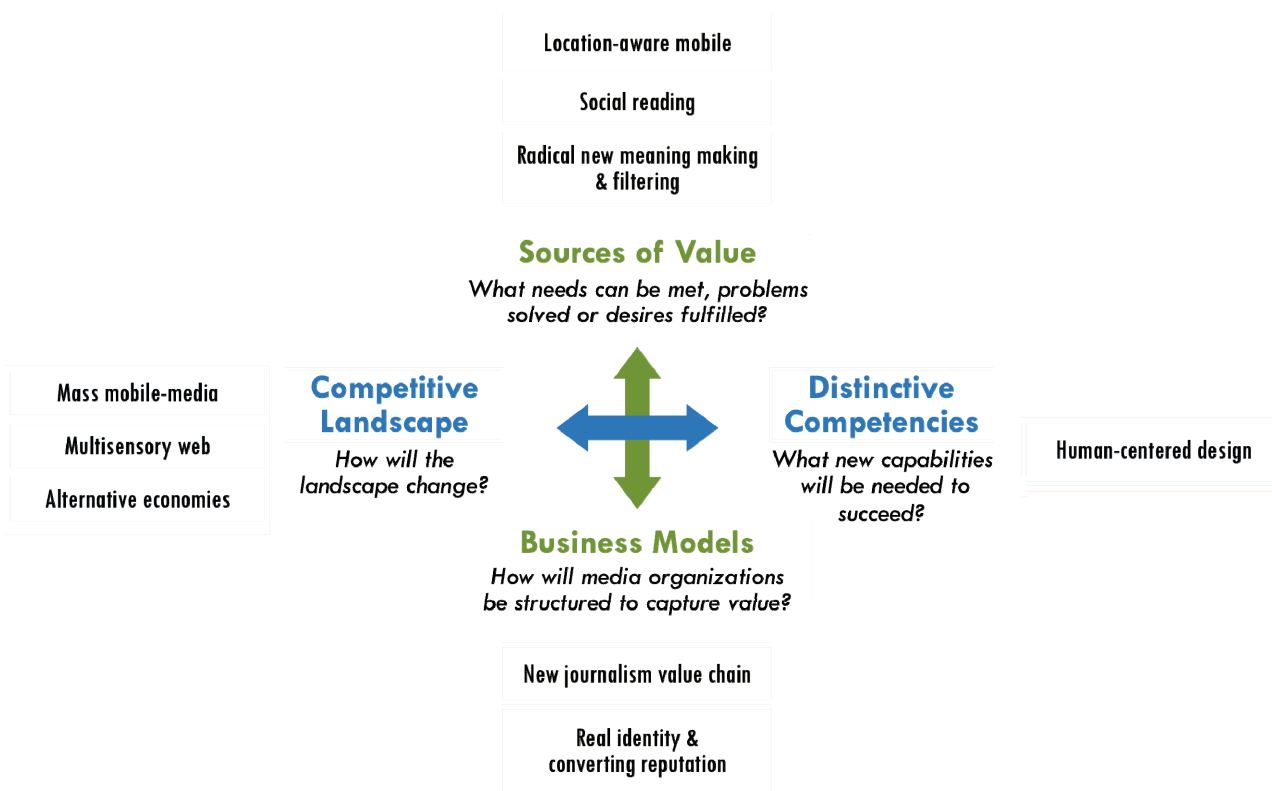 Location-aware mobile
Social reading
Radical new meaning making
& filtering
Sources of Value
What needs can be met, problems
solved or desires fulfilled?
Mass mobile-media
Multisensory web
Alternative economies
Competitive
Landscape
How will the
landscape change?
Distinctive
Competencies
What new capabilities
will be needed to
succeed?
Human-centered design
Business Models
How will media organizations
be structured to capture value?
New journalism value chain
Real identity &
converting reputation